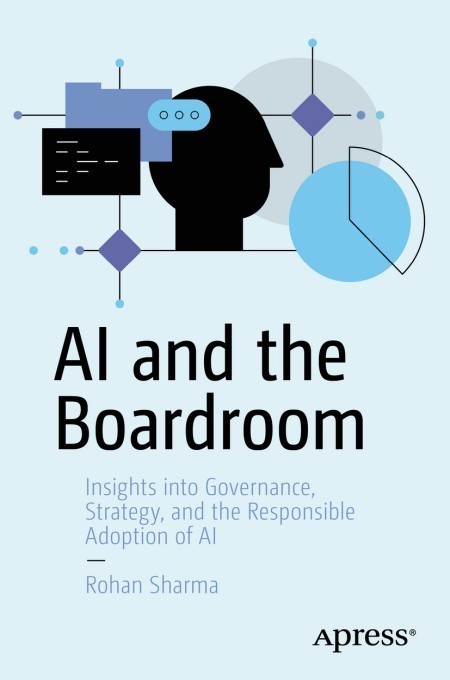 AI and the
Boardroom
Insights into Governance,
Strategy, and the Responsible
Adoption of AI
Rohan Sharma
Apress®